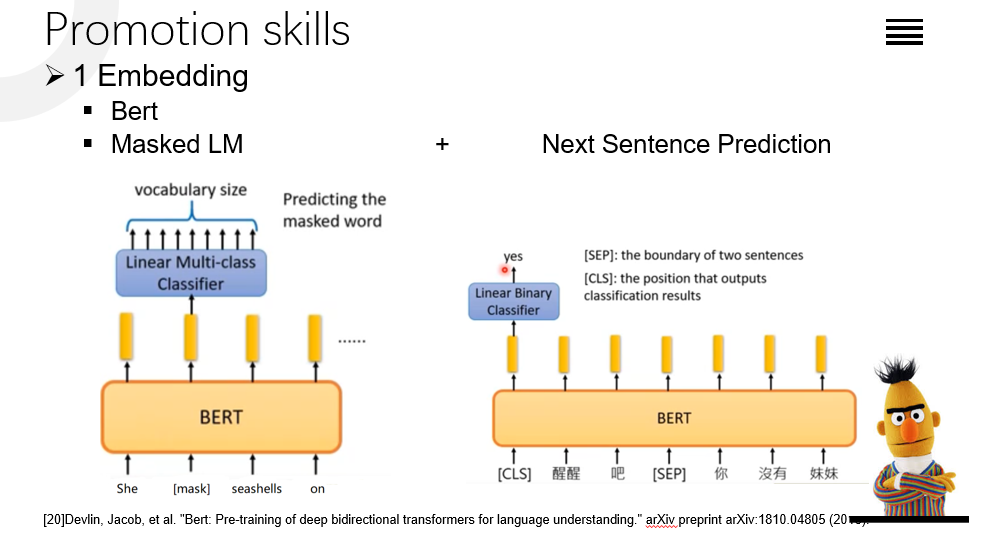 Promotion skills
➢ 1 Embedding
▪ Bert
▪ Masked LM + Next Sentence Prediction
vocabulary size
Predicting the
masked word
Linear Multi-class
Classifier
......
BERT
She [mask] seashells on
yes
[SEP]: the boundary of two sentences
[CLS]: the position that outputs
classification results
Linear Binary
Classifier
BERT
[CLS] 醒醒 吧 [SEP] 你 沒有 妹妹
[20]Devlin, Jacob, et al. "Bert: Pre-training of deep bidirectional transformers for language understanding." arXiv preprint arXiv:1810.04805